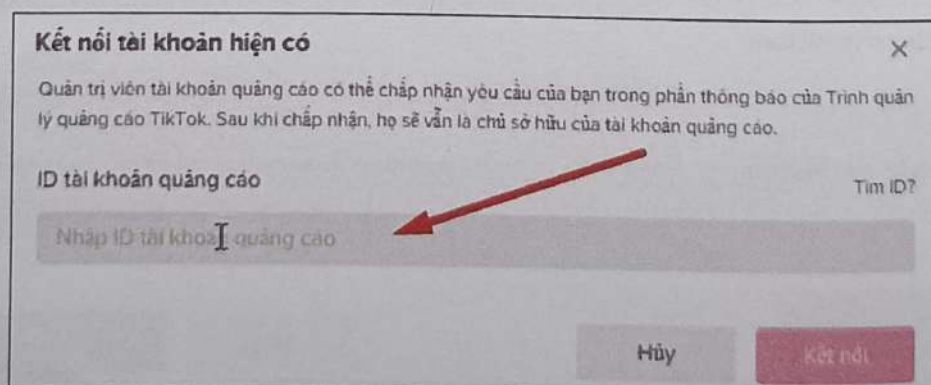 Kết nối tài khoản hiện có
Quản trị viên tài khoản quảng cáo có thể chấp nhận yêu cầu của bạn trong phần thông báo của Trình quản
lý quảng cáo TikTok. Sau khi chấp nhận, họ sẽ vẫn là chủ sở hữu của tài khoản quảng cáo.
ID tài khoản quảng cáo
Tìm ID?
Nhập ID tài khoản quảng cáo
Hủy
Kết nối